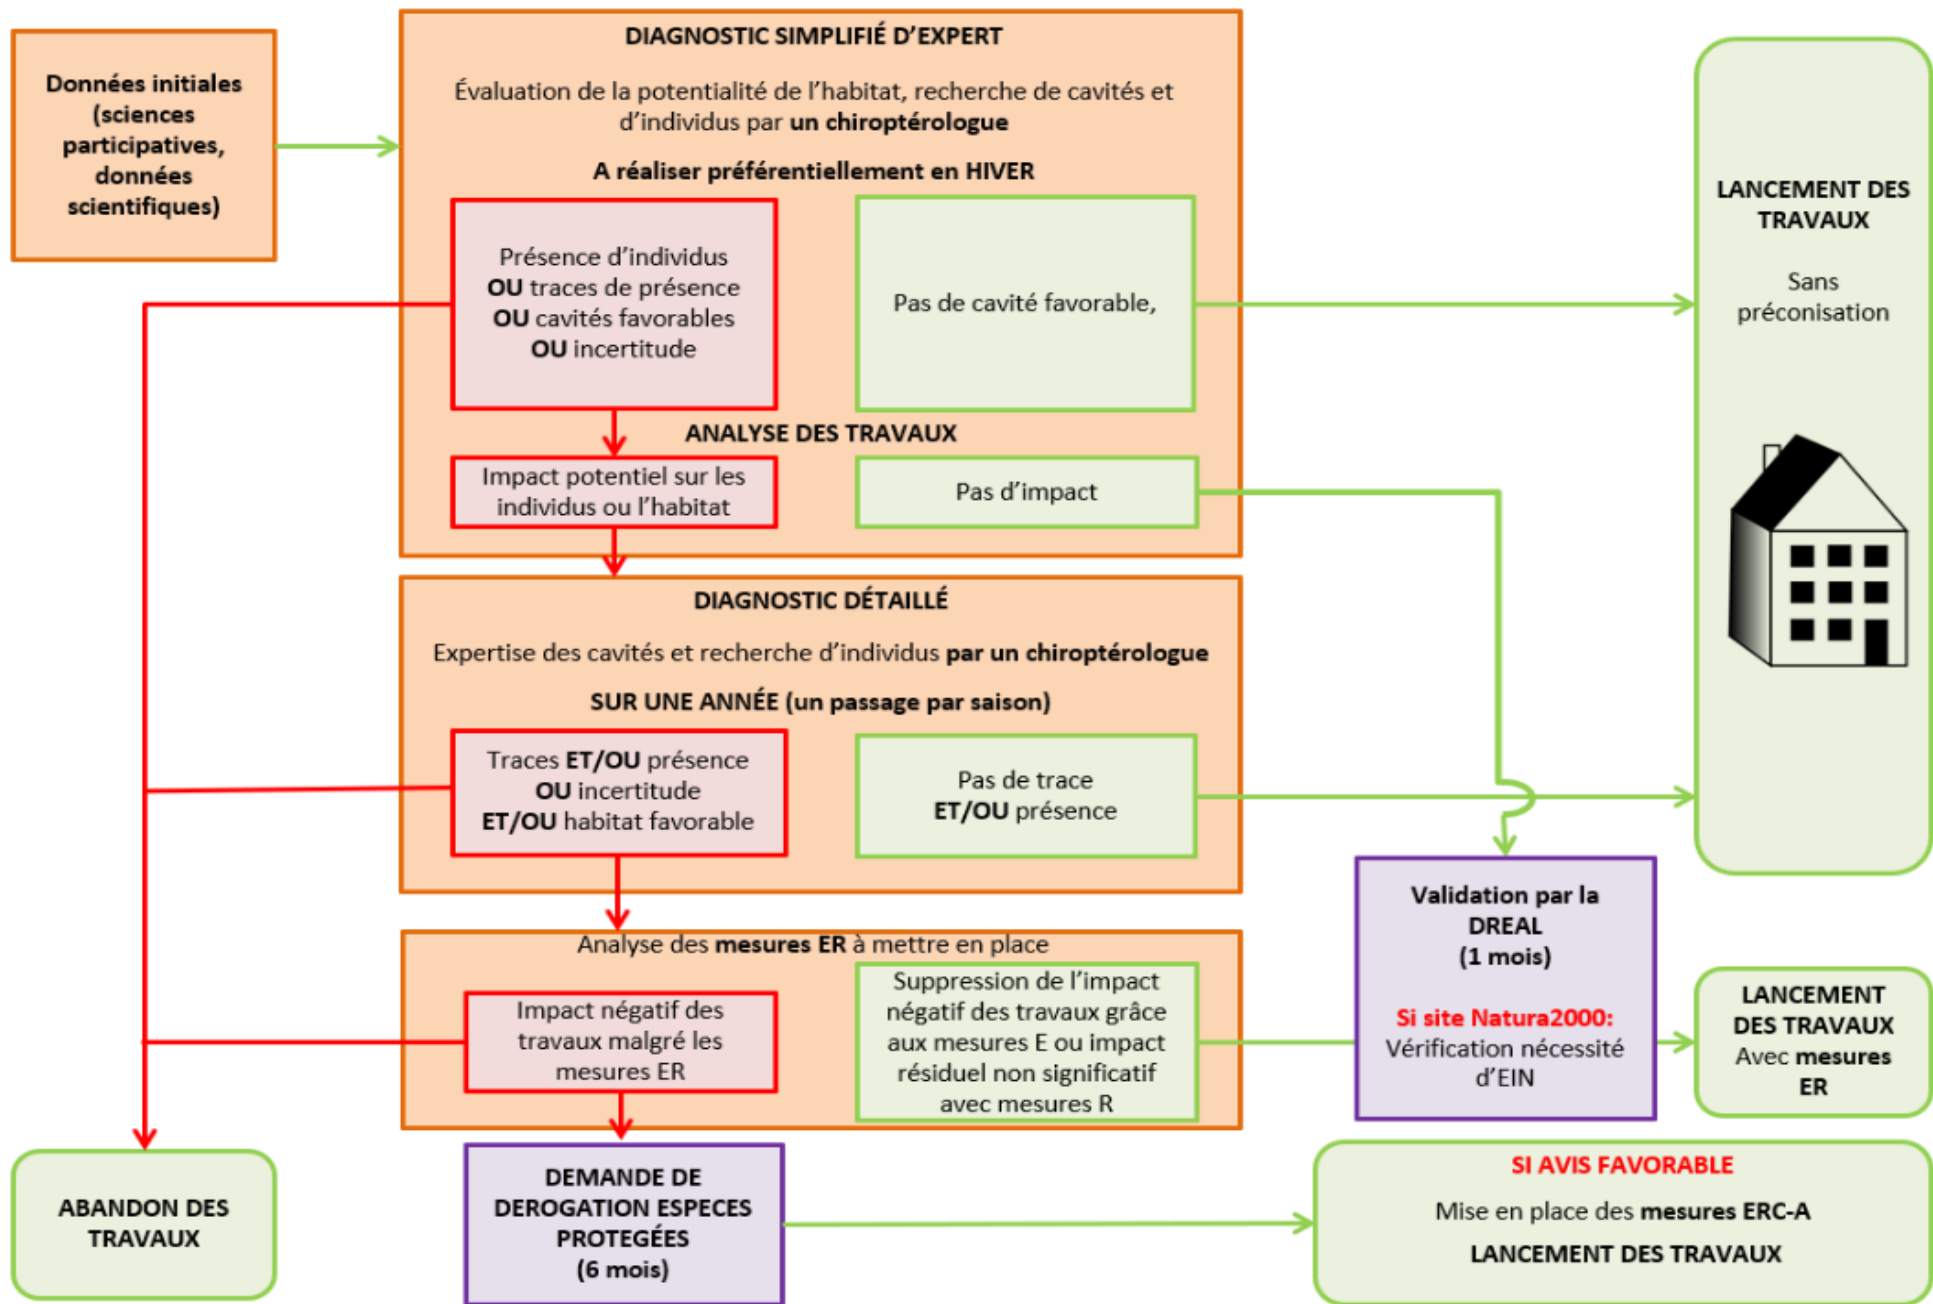 Données initiales
(sciences
participatives,
données
scientifiques)
DIAGNOSTIC SIMPLIFIÉ D'EXPERT
Évaluation de la potentialité de l'habitat, recherche de cavités et
d'individus par un chiroptérologue
A réaliser préférentiellement en HIVER
Présence d'individus
OU traces de présence
OU cavités favorables
OU incertitude
Pas de cavité favorable,
ANALYSE DES TRAVAUX
Impact potentiel sur les
individus ou l'habitat
Pas d'impact
LANCEMENT DES
TRAVAUX
Sans
préconisation
DIAGNOSTIC DÉTAILLÉ
Expertise des cavités et recherche d'individus par un chiroptérologue
SUR UNE ANNÉE (un passage par saison)
Traces ET/OU présence
OU incertitude
ET/OU habitat favorable
Pas de trace
ET/OU présence
Analyse des mesures ER à mettre en place
Impact négatif des
travaux malgré les
mesures ER
Suppression de l'impact
négatif des travaux grâce
aux mesures E ou impact
résiduel non significatif
avec mesures R
Validation par la
DREAL
(1 mois)
Si site Natura2000:
Vérification nécessité
d'EIN
LANCEMENT
DES TRAVAUX
Avec mesures
ER
ABANDON DES
TRAVAUX
DEMANDE DE
DEROGATION ESPECES
PROTEGÉES
(6 mois)
SI AVIS FAVORABLE
Mise en place des mesures ERC-A
LANCEMENT DES TRAVAUX